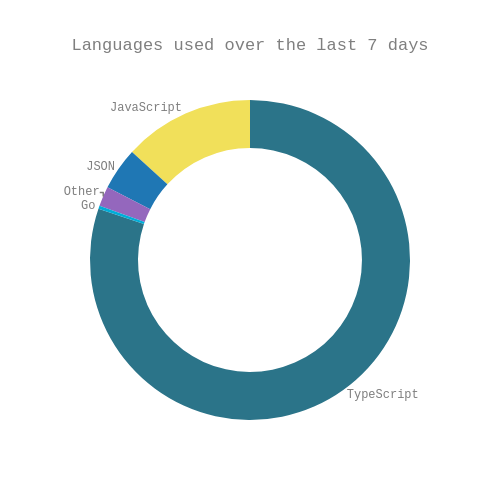 Languages used over the last 7 days
JavaScript
JSON
Other
Go
TypeScript